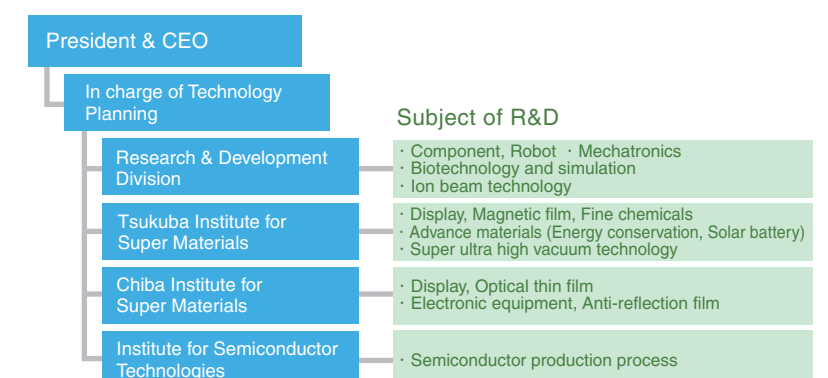 President & CEO
In charge of Technology
Planning
Subject of R&D
Research & Development
Division
· Component, Robot · Mechatronics
· Biotechnology and simulation
· Ion beam technology
Tsukuba Institute for
Super Materials
· Display, Magnetic film, Fine chemicals
· Advance materials (Energy conservation, Solar battery)
· Super ultra high vacuum technology
Chiba Institute for
Super Materials
· Display, Optical thin film
· Electronic equipment, Anti-reflection film
Institute for Semiconductor
Technologies
· Semiconductor production process